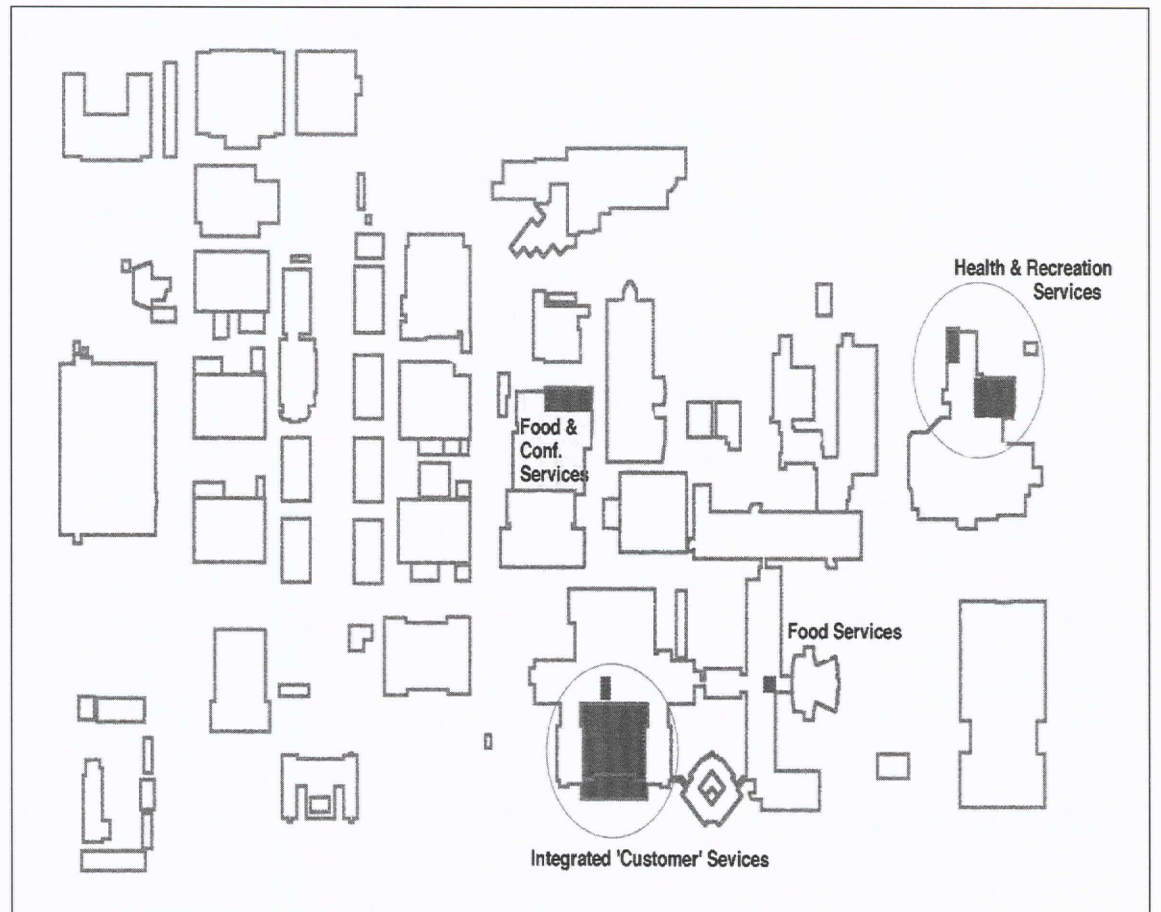 Health & Recreation
Services
Food &
Conf.
Services
Food Services
Integrated 'Customer' Sevices